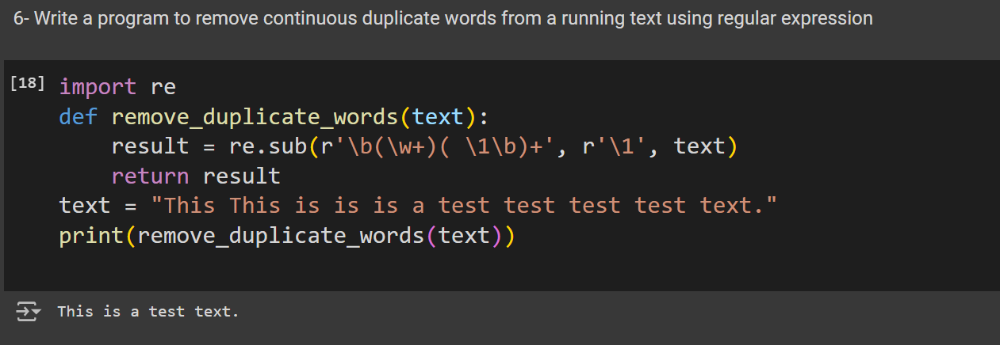 6- Write a program to remove continuous duplicate words from a running text using regular expression
[18] import re
def remove_duplicate_words(text):
    result = re.sub(r'\b(\w+)( \1\b)+', r'\1', text)
    return result
text = "This This is is is a test test test test text."
print(remove_duplicate_words(text))
This is a test text.